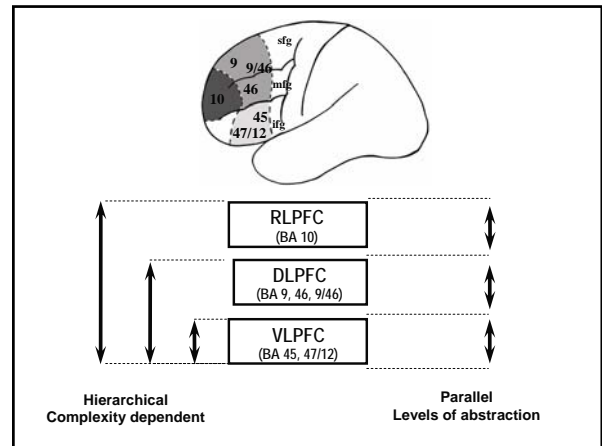 sfg
9
9/46
mfg
10
46
45
ifg
47/12
RLPFC
(BA 10)
DLPFC
(BA 9, 46, 9/46)
VLPFC
(BA 45, 47/12)
Hierarchical
Complexity dependent
Parallel
Levels of abstraction